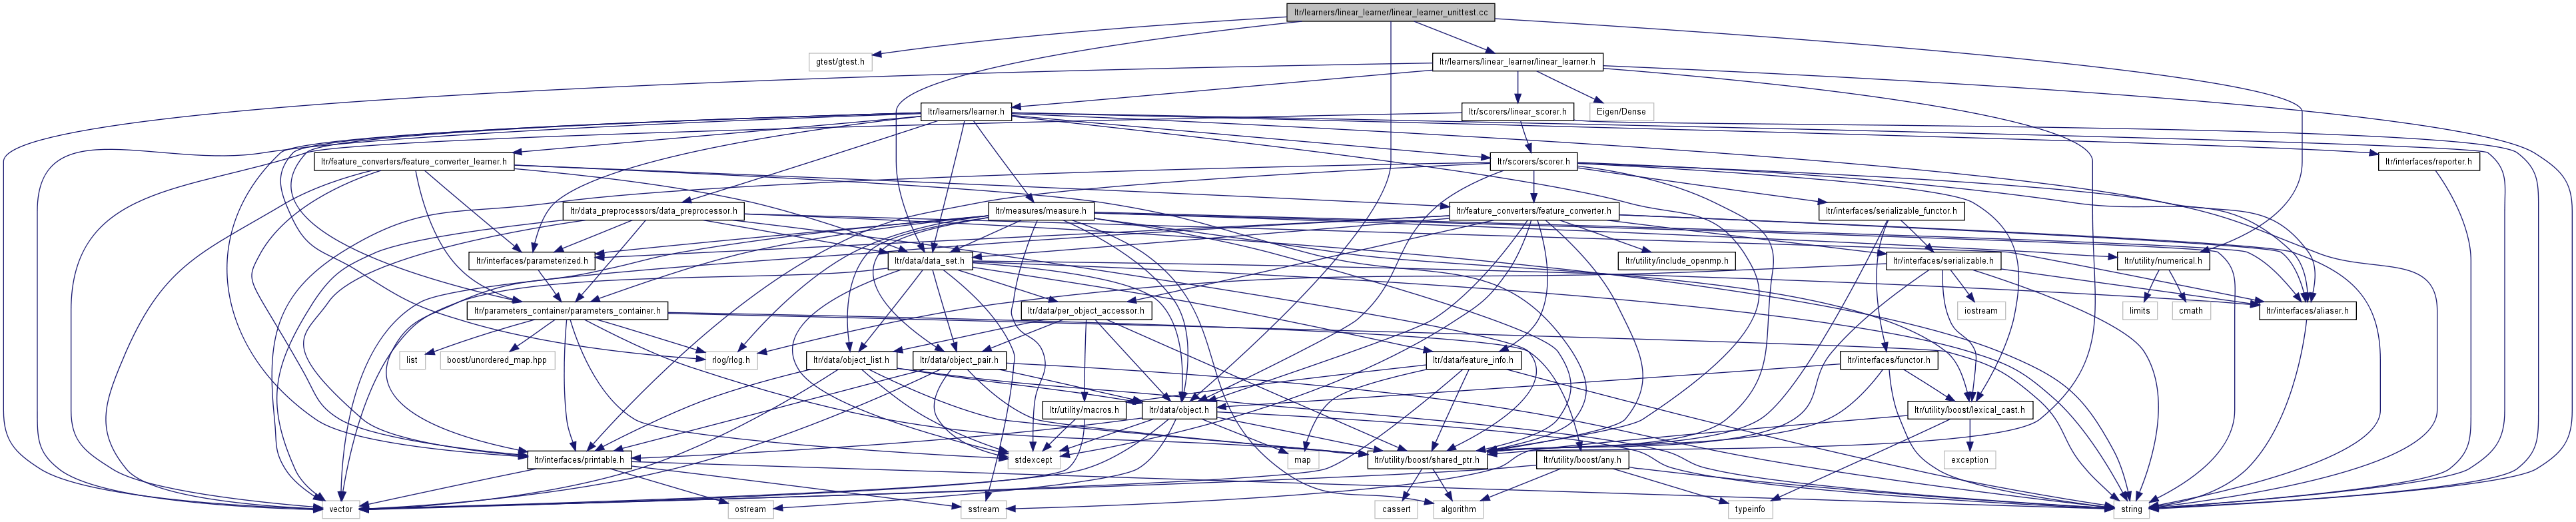 ltr/learners/linear_learner/linear_learner_unittest.cc
gtest/gtest.h
ltr/learners/linear_learner/linear_learner.h
ltr/learners/learner.h
ltr/scorers/linear_scorer.h
Eigen/Dense
ltr/feature_converters/feature_converter_learner.h
ltr/scorers/scorer.h
ltr/interfaces/reporter.h
ltr/data_preprocessors/data_preprocessor.h
ltr/measures/measure.h
ltr/feature_converters/feature_converter.h
ltr/interfaces/serializable_functor.h
ltr/interfaces/parameterized.h
ltr/data/data_set.h
ltr/utility/include_openmp.h
ltr/interfaces/serializable.h
ltr/utility/numerical.h
ltr/parameters_container/parameters_container.h
ltr/data/per_object_accessor.h
iostream
limits
cmath
ltr/interfaces/aliaser.h
list
boost/unordered_map.hpp
rlog/rlog.h
ltr/data/object_list.h
ltr/data/object_pair.h
ltr/data/feature_info.h
ltr/interfaces/functor.h
ltr/utility/macros.h
ltr/data/object.h
ltr/utility/boost/lexical_cast.h
ltr/interfaces/printable.h
stdexcept
map
ltr/utility/boost/shared_ptr.h
ltr/utility/boost/any.h
exception
vector
ostream
sstream
cassert
algorithm
typeinfo
string